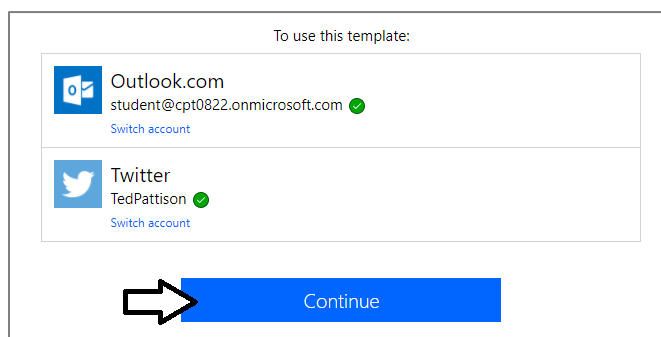 To use this template:
Outlook.com
student@cpt0822.onmicrosoft.com
Switch account
Twitter
TedPattison
Switch account
Continue